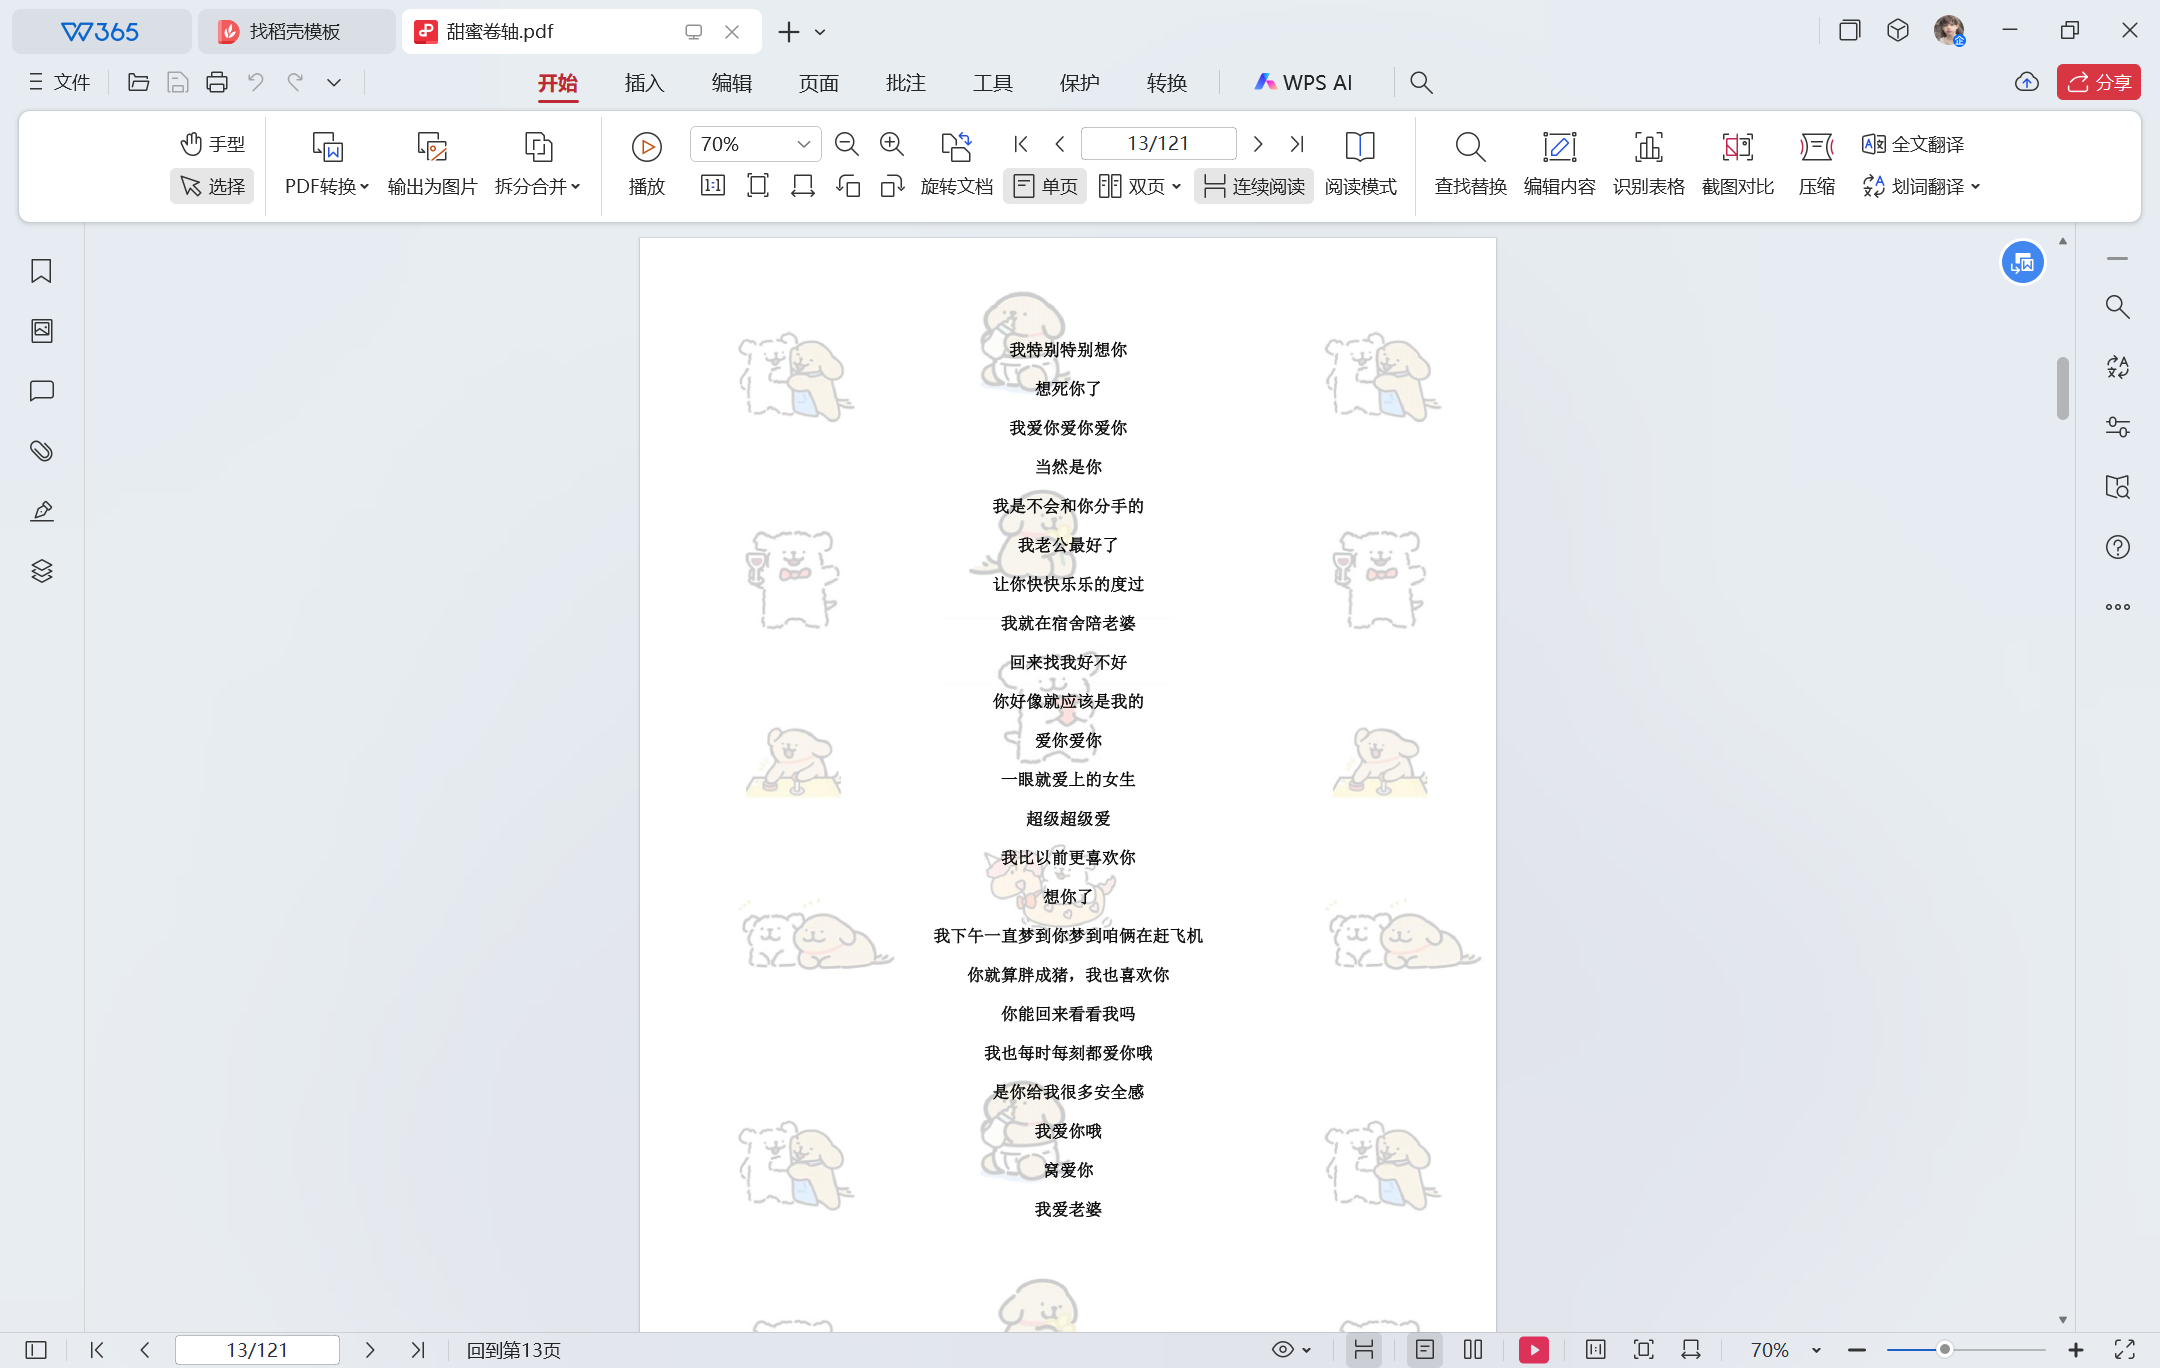 W365
找稻壳模板
甜蜜卷轴.pdf
文件
开始
插入
编辑
页面
批注
工具
保护
转换
WPS AI
分享
手型
选择
PDF转换
输出为图片
拆分合并
播放
70%
1:1
旋转文档
13/121
单页
双页
连续阅读
阅读模式
查找替换
编辑内容
识别表格
截图对比
压缩
全文翻译
划词翻译
我特别特别想你
想死你了
我爱你爱你爱你
当然是你
我是不会和你分手的
我老公最好了
让你快快乐乐的度过
我就在宿舍陪老婆
回来找我好不好
你好像就应该是我的
爱你爱你
一眼就爱上的女生
超级超级爱
我比以前更喜欢你
想你了
我下午一直梦到你梦到咱俩在赶飞机
你就算胖成猪，我也喜欢你
你能回来看看我吗
我也每时每刻都爱你哦
是你给我很多安全感
我爱你哦
窝爱你
我爱老婆
13/121
回到第13页
70%